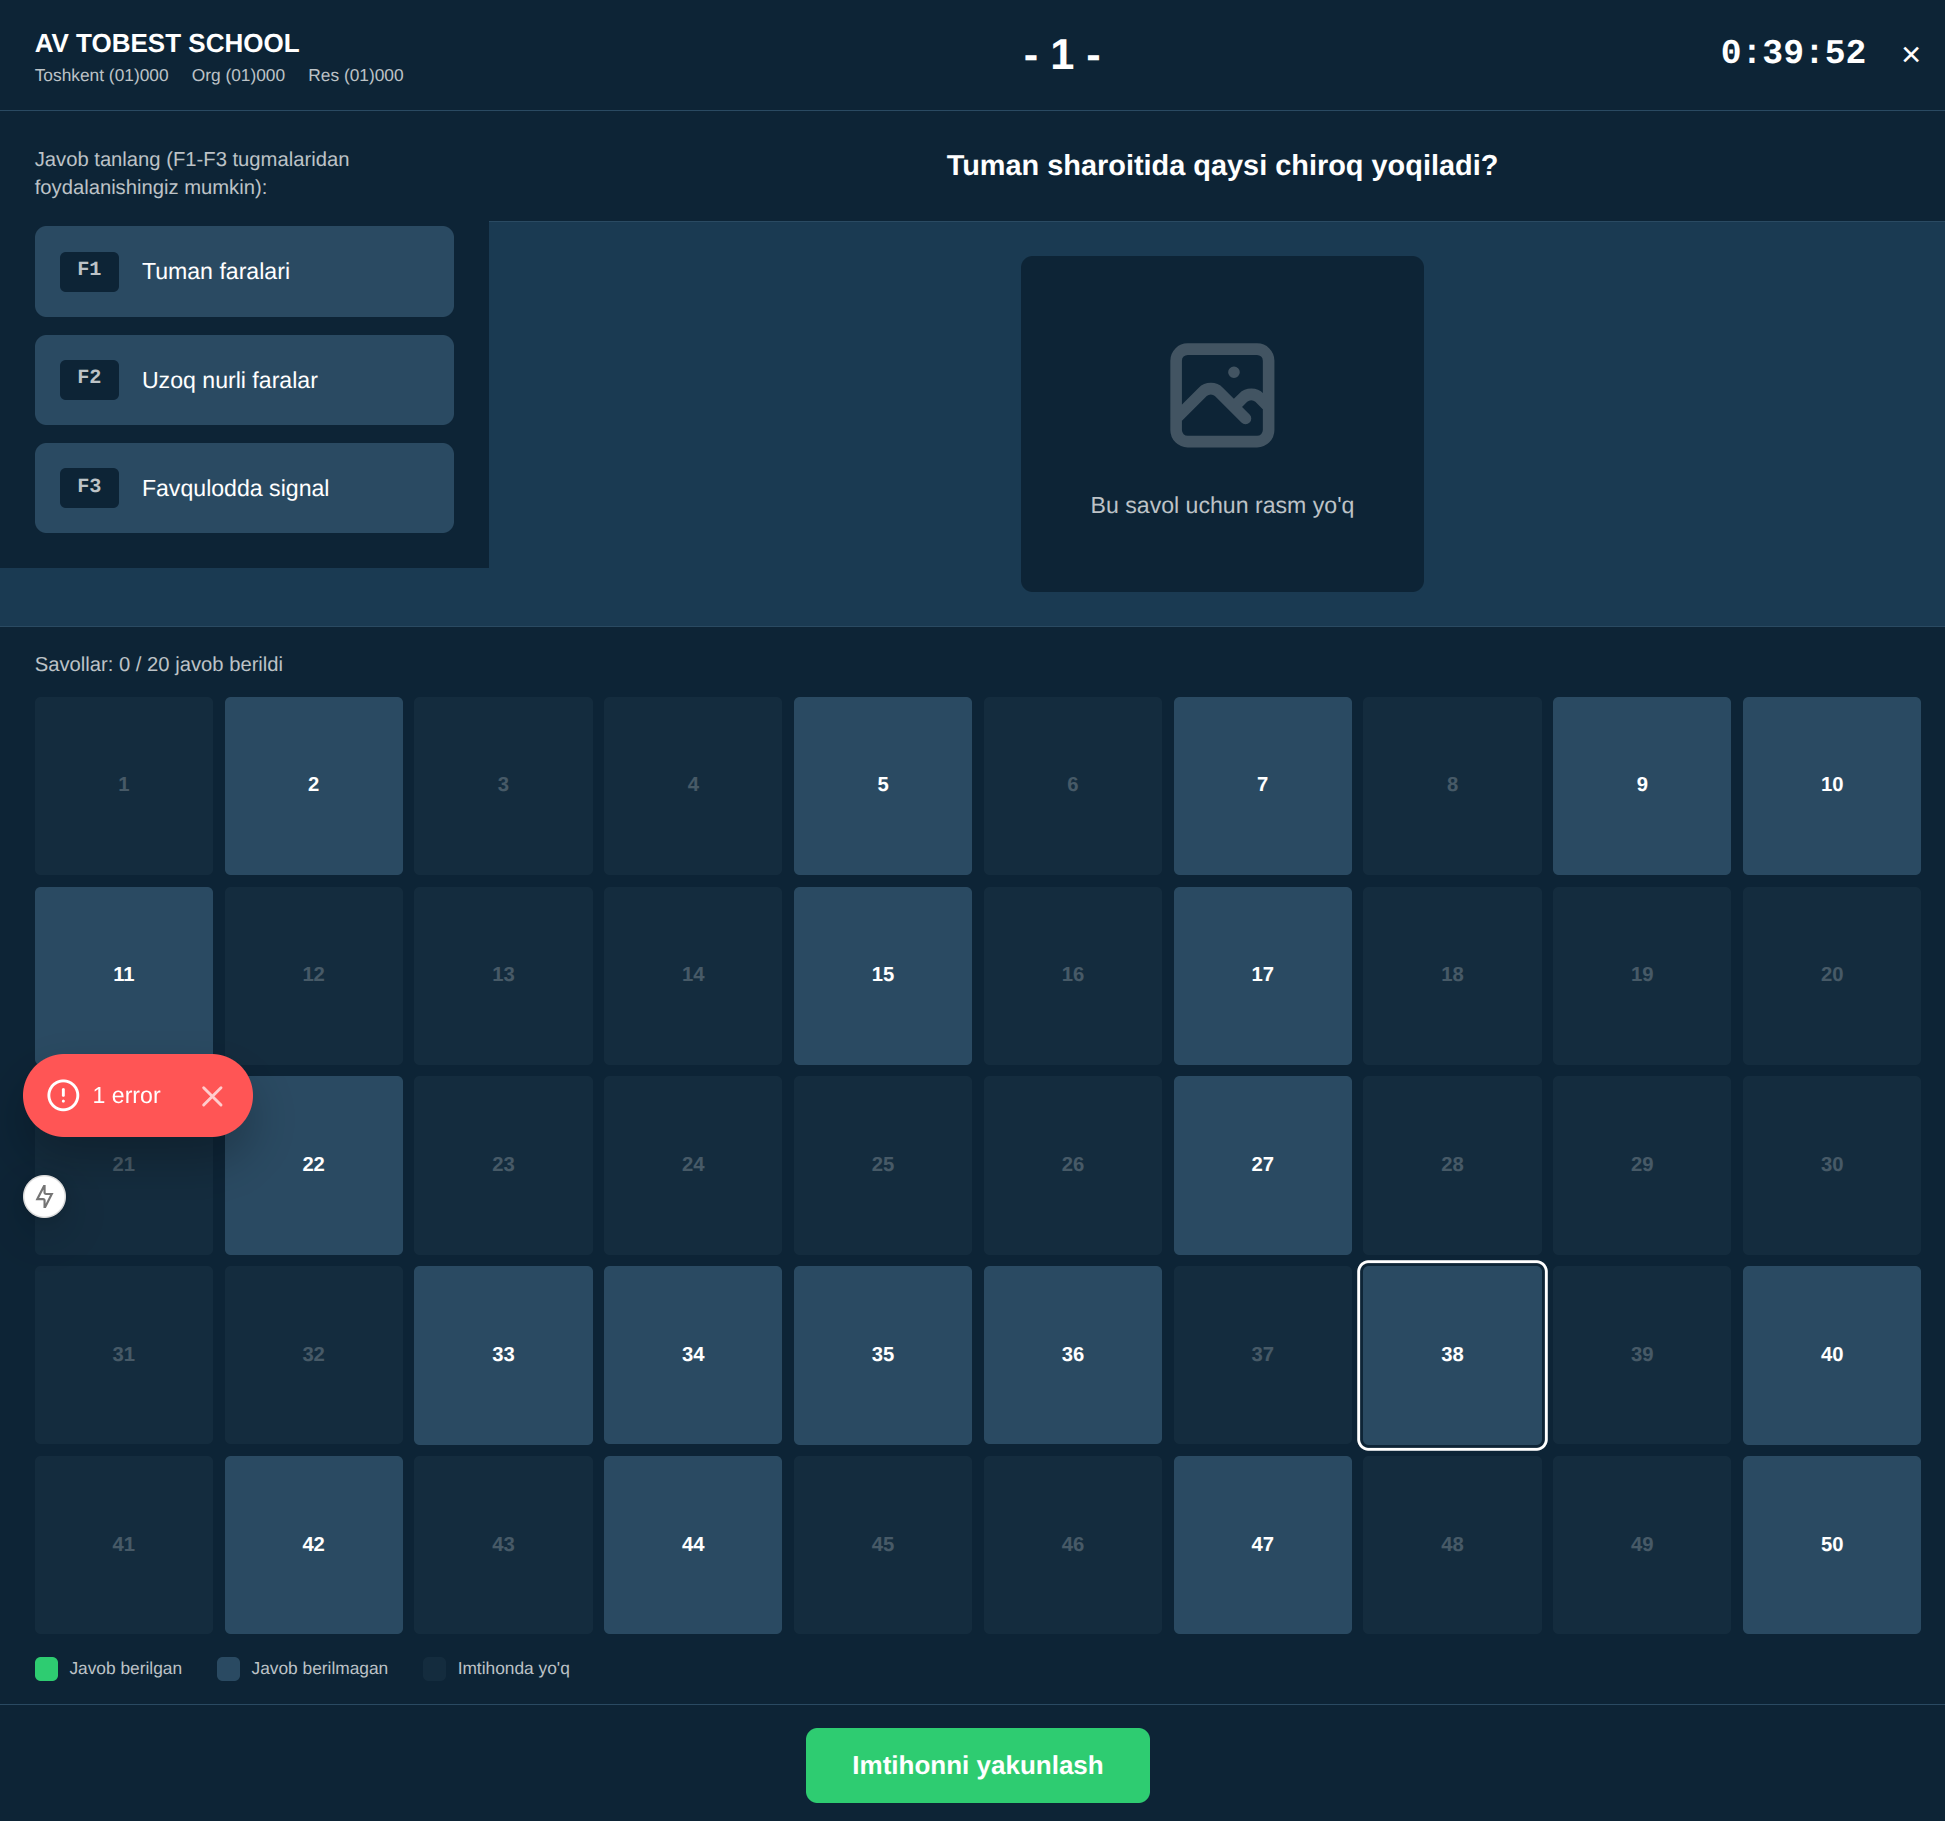 AV TOBEST SCHOOL
Toshkent (01)000 Org (01)000 Res (01)000
- 1 -
0:39:52
Javob tanlang (F1-F3 tugmalaridan
foydalanishingiz mumkin):
F1 Tuman faralari
F2 Uzoq nurli faralar
F3 Favqulodda signal
Tuman sharoitida qaysi chiroq yoqiladi?
Bu savol uchun rasm yo'q
Savollar: 0 / 20 javob berildi
1 2 3 4 5 6 7 8 9 10
11 12 13 14 15 16 17 18 19 20
1 error
21 22 23 24 25 26 27 28 29 30
31 32 33 34 35 36 37 38 39 40
41 42 43 44 45 46 47 48 49 50
Javob berilgan Javob berilmagan Imtihonda yo'q
Imtihonni yakunlash